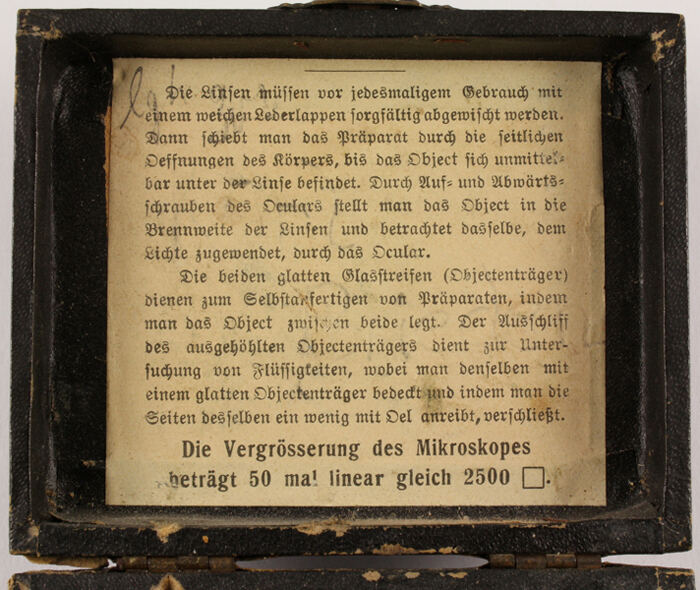 Die Linsen müssen vor jedesmaligem Gebrauch mit
einem weichen Lederlappen sorgfältig abgewischt werden.
Dann schiebt man das Präparat durch die seitlichen
Oeffnungen des Körpers, bis das Object sich unmittel-
bar unter der Linse befindet. Durch Auf- und Abwärts-
schrauben des Oculars stellt man das Object in die
Brennweite der Linsen und betrachtet dasselbe, dem
Lichte zugewendet, durch das Ocular.
Die beiden glatten Glasstreifen (Objectenträger)
dienen zum Selbstanfertigen von Präparaten, indem
man das Object zwischen beide legt. Der Ausschliff
des ausgehöhlten Objectenträgers dient zur Unter-
suchung von Flüssigkeiten, wobei man denselben mit
einem glatten Objectenträger bedeckt und indem man die
Seiten desselben ein wenig mit Oel anreibt, verschließt.
Die Vergrösserung des Mikroskopes
beträgt 50 mal linear gleich 2500 □.